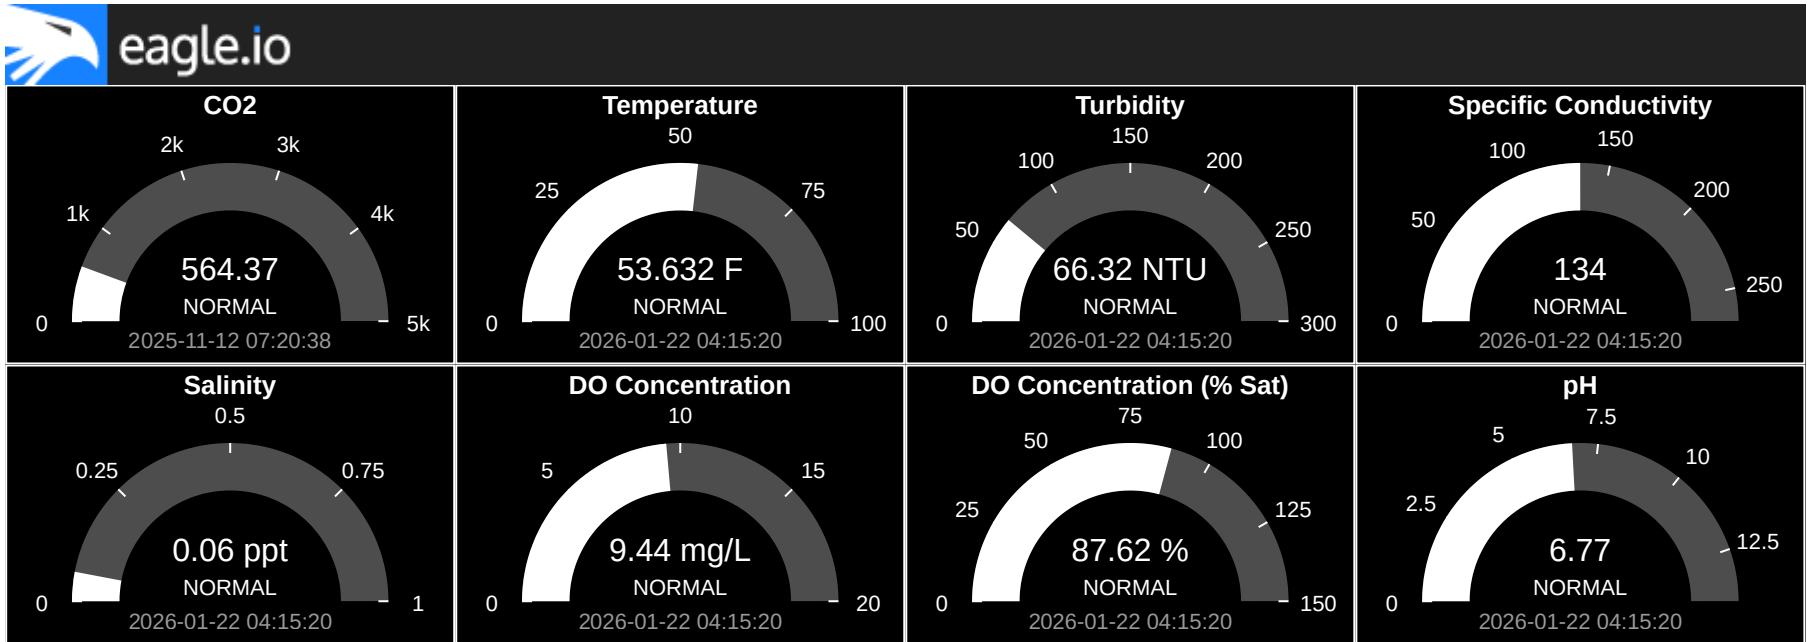 eagle.io
CO2
0
1k
2k
3k
4k
5k
564.37
NORMAL
2025-11-12 07:20:38
Temperature
0
25
50
75
100
53.632 F
NORMAL
2026-01-22 04:15:20
Turbidity
0
50
100
150
200
250
300
66.32 NTU
NORMAL
2026-01-22 04:15:20
Specific Conductivity
0
50
100
150
200
250
134
NORMAL
2026-01-22 04:15:20
Salinity
0
0.25
0.5
0.75
1
0.06 ppt
NORMAL
2026-01-22 04:15:20
DO Concentration
0
5
10
15
20
9.44 mg/L
NORMAL
2026-01-22 04:15:20
DO Concentration (% Sat)
0
25
50
75
100
125
150
87.62 %
NORMAL
2026-01-22 04:15:20
pH
0
2.5
5
7.5
10
12.5
6.77
NORMAL
2026-01-22 04:15:20